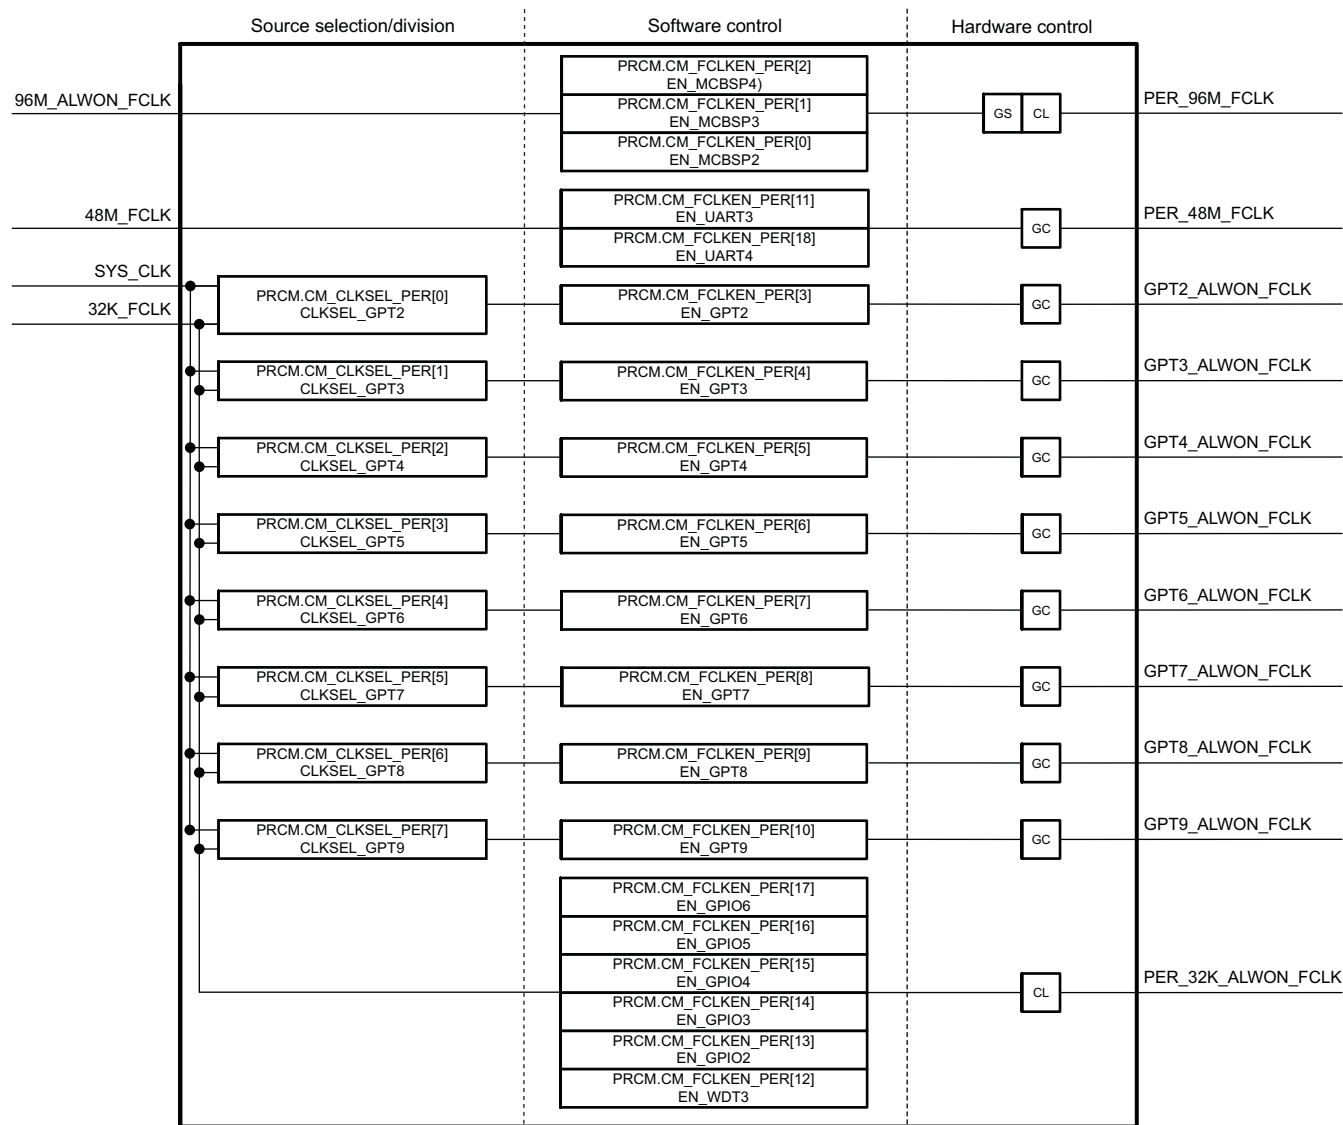 Source selection/division
Software control
Hardware control
PRCM.CM_FCLKEN_PER[2]
EN_MCBSP4)
96M_ALWON_FCLK
PRCM.CM_FCLKEN_PER[1]
EN_MCBSP3
GS
CL
PER_96M_FCLK
PRCM.CM_FCLKEN_PER[0]
EN_MCBSP2
48M_FCLK
PRCM.CM_FCLKEN_PER[11]
EN_UART3
PRCM.CM_FCLKEN_PER[18]
EN_UART4
GC
PER_48M_FCLK
SYS_CLK
32K_FCLK
PRCM.CM_CLKSEL_PER[0]
CLKSEL_GPT2
PRCM.CM_FCLKEN_PER[3]
EN_GPT2
GC
GPT2_ALWON_FCLK
PRCM.CM_CLKSEL_PER[1]
CLKSEL_GPT3
PRCM.CM_FCLKEN_PER[4]
EN_GPT3
GC
GPT3_ALWON_FCLK
PRCM.CM_CLKSEL_PER[2]
CLKSEL_GPT4
PRCM.CM_FCLKEN_PER[5]
EN_GPT4
GC
GPT4_ALWON_FCLK
PRCM.CM_CLKSEL_PER[3]
CLKSEL_GPT5
PRCM.CM_FCLKEN_PER[6]
EN_GPT5
GC
GPT5_ALWON_FCLK
PRCM.CM_CLKSEL_PER[4]
CLKSEL_GPT6
PRCM.CM_FCLKEN_PER[7]
EN_GPT6
GC
GPT6_ALWON_FCLK
PRCM.CM_CLKSEL_PER[5]
CLKSEL_GPT7
PRCM.CM_FCLKEN_PER[8]
EN_GPT7
GC
GPT7_ALWON_FCLK
PRCM.CM_CLKSEL_PER[6]
CLKSEL_GPT8
PRCM.CM_FCLKEN_PER[9]
EN_GPT8
GC
GPT8_ALWON_FCLK
PRCM.CM_CLKSEL_PER[7]
CLKSEL_GPT9
PRCM.CM_FCLKEN_PER[10]
EN_GPT9
GC
GPT9_ALWON_FCLK
PRCM.CM_FCLKEN_PER[17]
EN_GPIO6
PRCM.CM_FCLKEN_PER[16]
EN_GPIO5
PRCM.CM_FCLKEN_PER[15]
EN_GPIO4
PRCM.CM_FCLKEN_PER[14]
EN_GPIO3
PRCM.CM_FCLKEN_PER[13]
EN_GPIO2
PRCM.CM_FCLKEN_PER[12]
EN_WDT3
CL
PER_32K_ALWON_FCLK